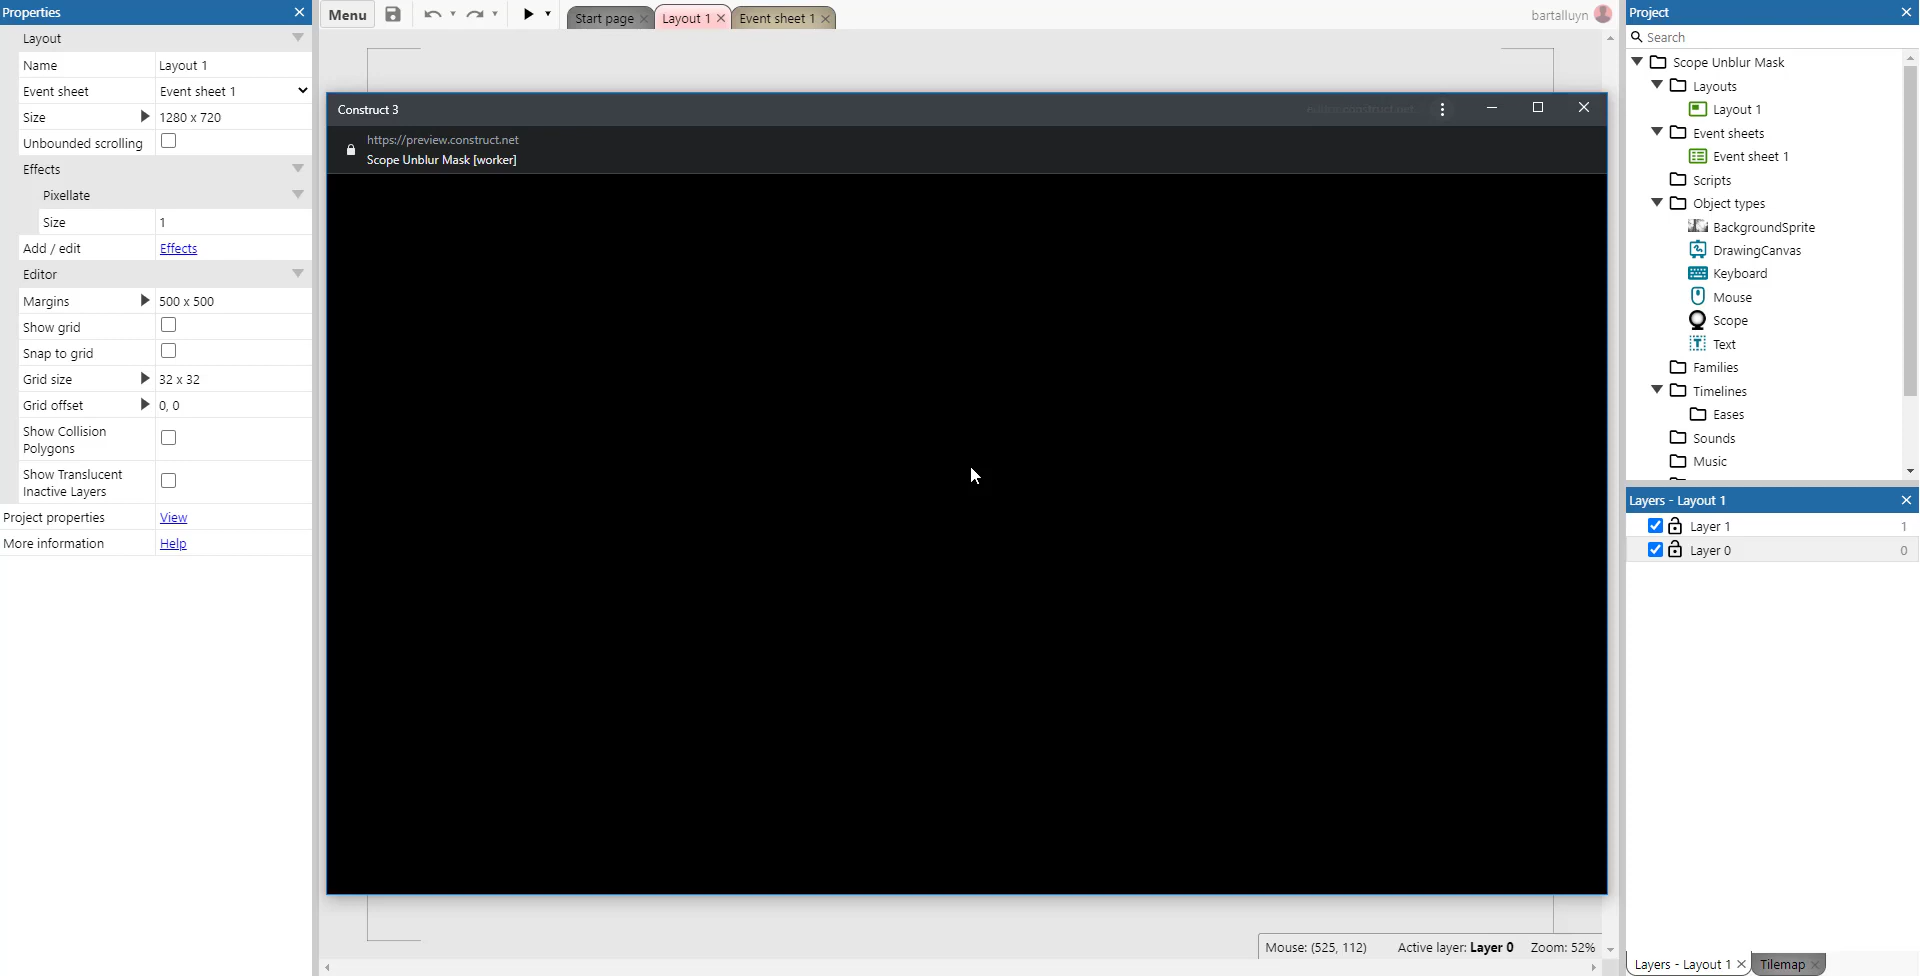 Properties
Layout
Name Layout 1
Event sheet Event sheet 1
Size 1280 x 720
Unbounded scrolling
Effects
Pixellate
Size 1
Add / edit Effects
Editor
Margins 500 x 500
Show grid
Snap to grid
Grid size 32 x 32
Grid offset 0, 0
Show Collision
Polygons
Show Translucent
Inactive Layers
Project properties View
More information Help
Menu
Start page
Layout 1
Event sheet 1
bartalluyn
Construct 3
https://preview.construct.net
Scope Unblur Mask [worker]
Mouse: (525, 112) Active layer: Layer 0 Zoom: 52%
Project
Search
Scope Unblur Mask
Layouts
Layout 1
Event sheets
Event sheet 1
Scripts
Object types
BackgroundSprite
DrawingCanvas
Keyboard
Mouse
Scope
Text
Families
Timelines
Eases
Sounds
Music
Layers - Layout 1
Layer 1 1
Layer 0 0
Layers - Layout 1
Tilemap